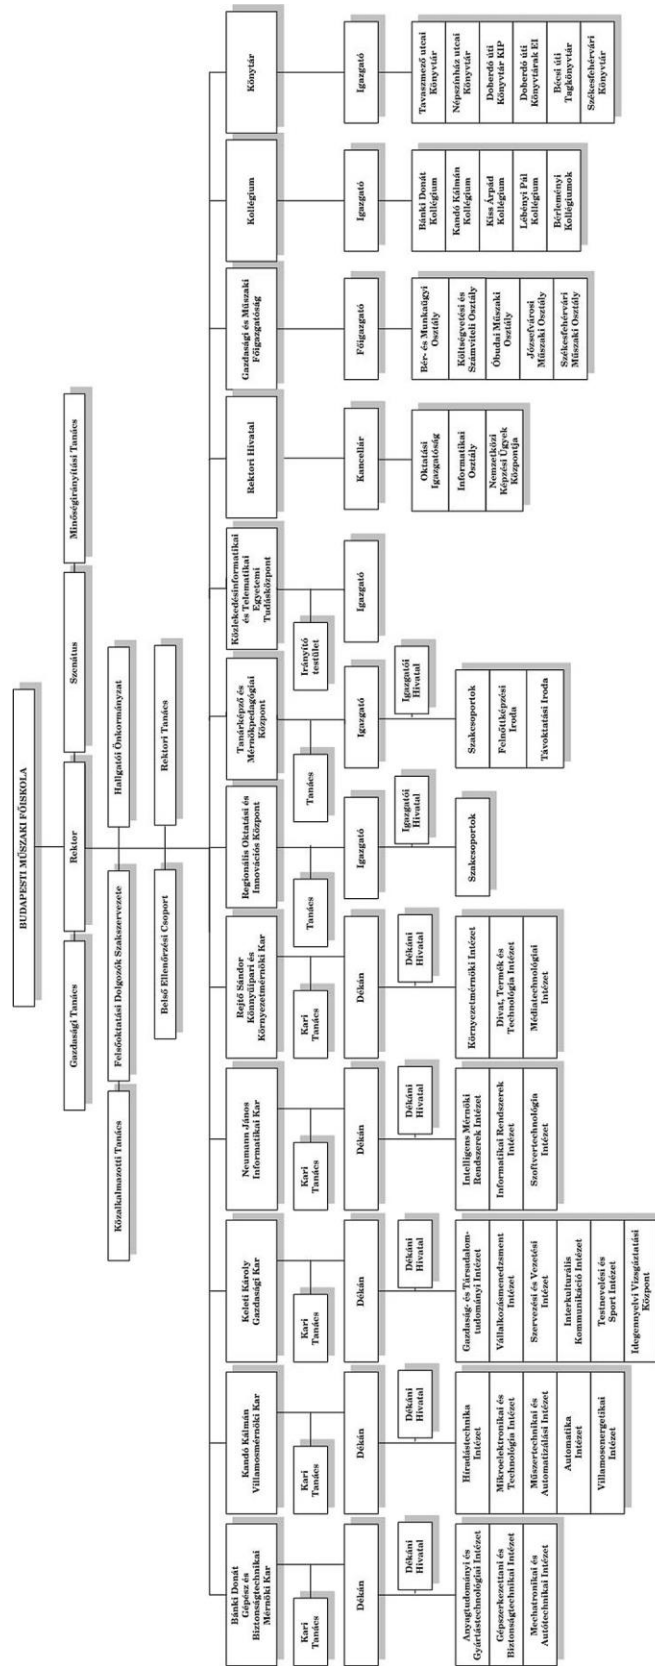 BUDAPESTI MŰSZAKI FŐISKOLA
Gazdasági Tanács
Rektor
Szenátus
Minőségirányítási Tanács
Közalkalmazotti Tanács
Felsőoktatási Dolgozók Szakszervezete
Hallgatói Önkormányzat
Belső Ellenőrzési Csoport
Rektori Tanács
Bánki Donát
Gépész és
Biztonságtechnikai
Mérnöki Kar
Kari
Tanács
Dékán
Dékáni
Hivatal
Anyagtudományi és
Gyártástechnológiai Intézet
Gépszerkezettani és
Biztonságtechnikai Intézet
Mechatronikai és
Autótechnikai Intézet
Kandó Kálmán
Villamosmérnöki Kar
Kari
Tanács
Dékán
Dékáni
Hivatal
Híradástechnika
Intézet
Mikroelektronikai és
Technológia Intézet
Műszertechnikai és
Automatizálási Intézet
Automatika
Intézet
Villamosenergetikai
Intézet
Keleti Károly
Gazdasági Kar
Kari
Tanács
Dékán
Dékáni
Hivatal
Gazdaság- és Társadalom-
tudományi Intézet
Vállalkozásmenedzsment
Intézet
Szervezési és Vezetési
Intézet
Interkulturális
Kommunikáció Intézet
Testnevelési és
Sport Intézet
Idegennyelvi Vizsgáztatási
Központ
Neumann János
Informatikai Kar
Kari
Tanács
Dékán
Dékáni
Hivatal
Intelligens Mérnöki
Rendszerek Intézet
Informatikai Rendszerek
Intézet
Szoftvertechnológia
Intézet
Rejtő Sándor
Könnyűipari és
Környezetmérnöki Kar
Kari
Tanács
Dékán
Dékáni
Hivatal
Környezetmérnöki Intézet
Divat, Termék és
Technológia Intézet
Médiatechnológiai
Intézet
Regionális Oktatási és
Innovációs Központ
Tanács
Igazgató
Igazgatói
Hivatal
Szakcsoportok
Tanárképző és
Mérnökpedagógiai
Központ
Tanács
Igazgató
Igazgatói
Hivatal
Szakcsoportok
Felnőttképzési
Iroda
Távoktatási Iroda
Közlekedésinformatikai
és Telematikai
Egyetemi
Tudásközpont
Irányító
testület
Igazgató
Rektori Hivatal
Kancellár
Oktatási
Igazgatóság
Informatikai
Osztály
Nemzetközi
Képzési Ügyek
Központja
Gazdasági és Műszaki
Főigazgatóság
Főigazgató
Bér- és Munkaügyi
Osztály
Költségvetési és
Számviteli Osztály
Óbudai Műszaki
Osztály
Józsefvárosi
Műszaki Osztály
Székesfehérvári
Műszaki Osztály
Kollégium
Igazgató
Bánki Donát
Kollégium
Kandó Kálmán
Kollégium
Kiss Árpád
Kollégium
Lébényi Pál
Kollégium
Bérleményi
Kollégiumok
Könytár
Igazgató
Tavaszmező utcai
Könyvtár
Népszínház utcai
Könyvtár
Doberdó úti
Könyvtár KIP
Doberdó úti
Könyvtárak EI
Bécsi úti
Tagkönyvtár
Székesfehérvári
Könyvtár